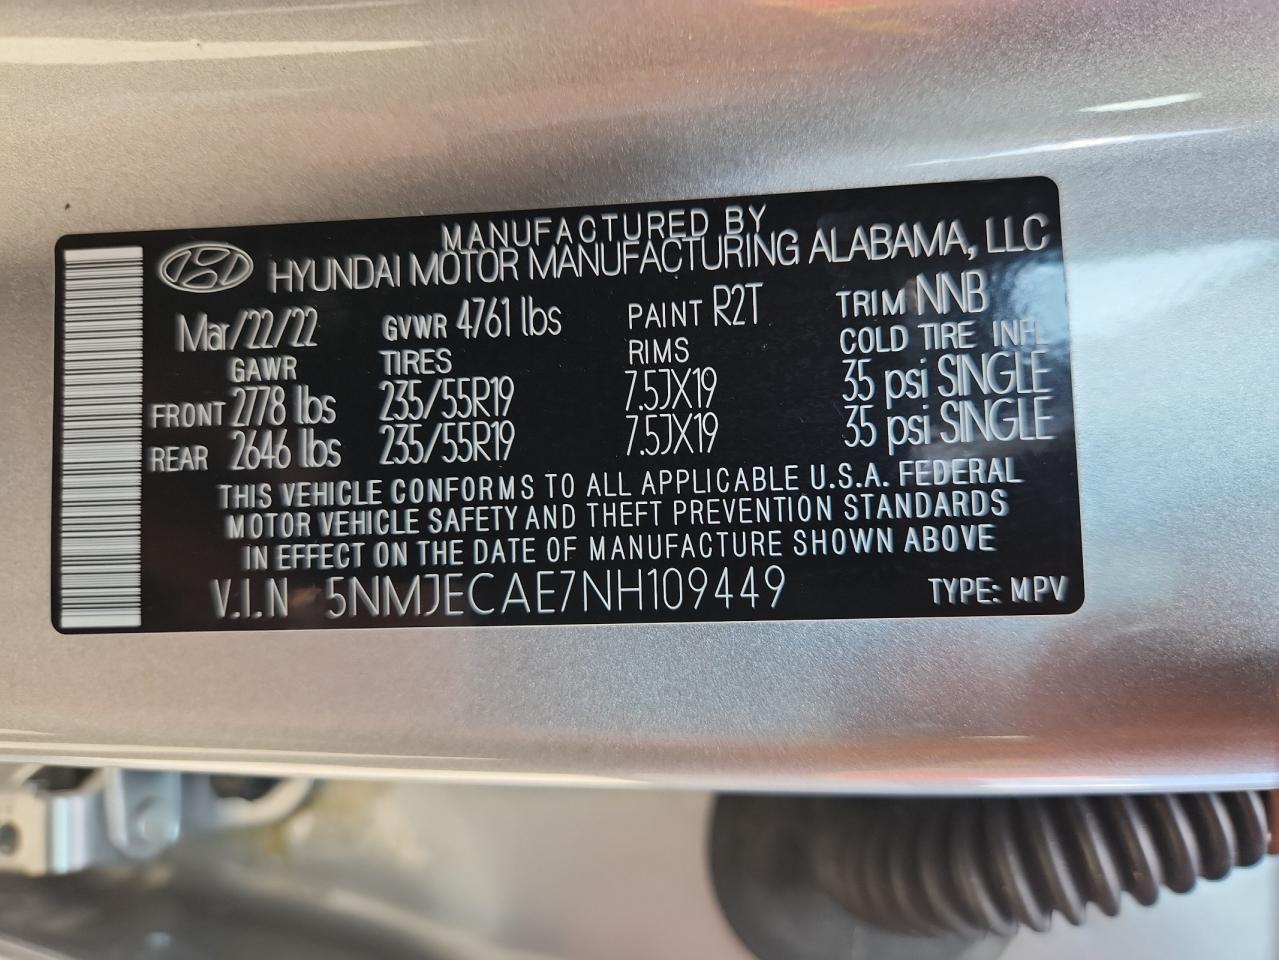 MANUFACTURED BY
HYUNDAI MOTOR MANUFACTURING ALABAMA, LLC
Mar/22/22 GVWR 4761 lbs PAINT R2T TRIM NNB
GAWR TIRES RIMS COLD TIRE INFL
FRONT 2778 lbs 235/55R19 7.5JX19 35 psi SINGLE
REAR 2646 lbs 235/55R19 7.5JX19 35 psi SINGLE
THIS VEHICLE CONFORMS TO ALL APPLICABLE U.S.A. FEDERAL
MOTOR VEHICLE SAFETY AND THEFT PREVENTION STANDARDS
IN EFFECT ON THE DATE OF MANUFACTURE SHOWN ABOVE
V.I.N 5NMJECAE7NH109449 TYPE: MPV